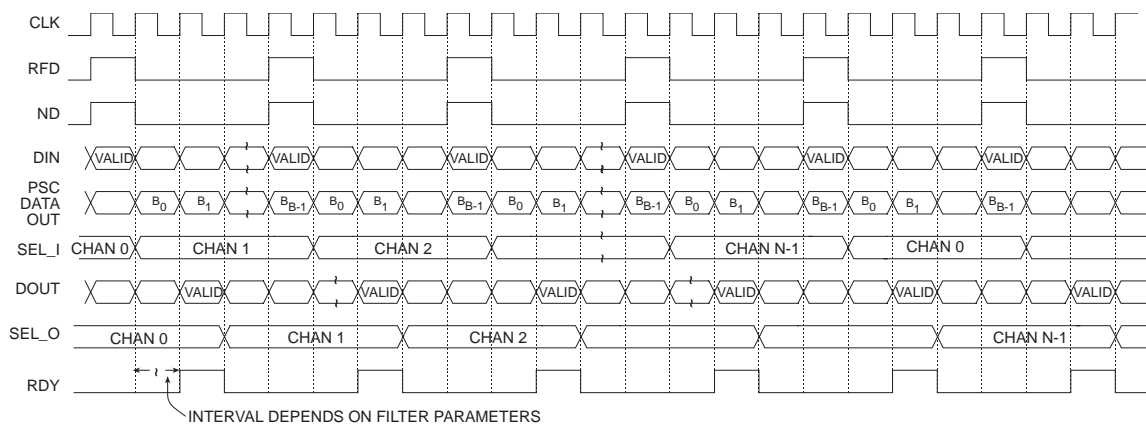 CLK
RFD
ND
DIN VALID VALID VALID VALID VALID VALID
PSC DATA OUT B0 B1 BB-1 B0 B1 BB-1 B0 B1 BB-1 B0 B1 BB-1 B0 B1 BB-1
SEL_I CHAN 0 CHAN 1 CHAN 2 CHAN N-1 CHAN 0
DOUT VALID VALID VALID VALID VALID VALID
SEL_O CHAN 0 CHAN 1 CHAN 2 CHAN N-1
RDY
INTERVAL DEPENDS ON FILTER PARAMETERS